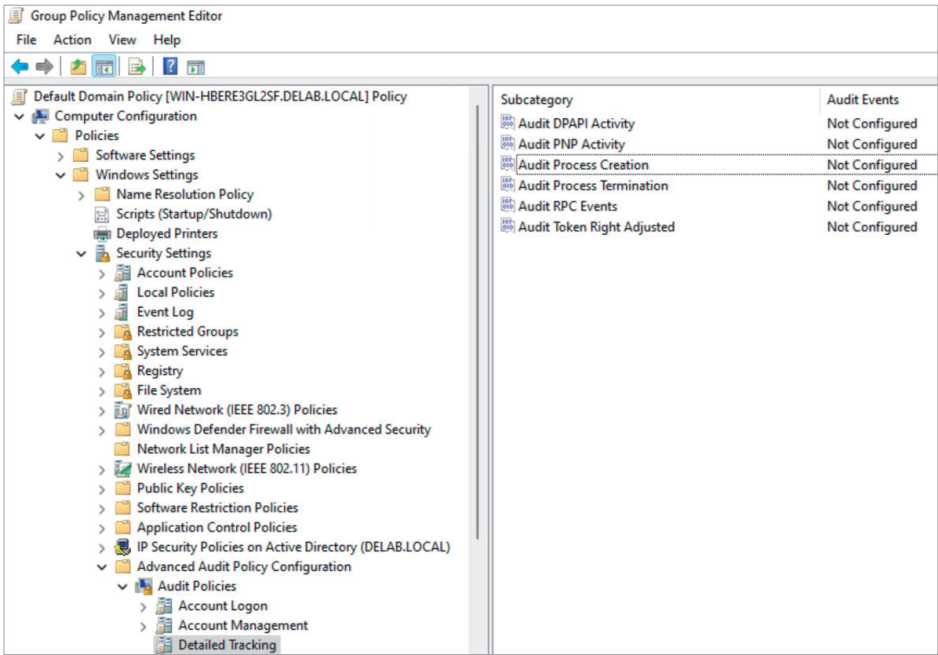 Group Policy Management Editor
File Action View Help
Default Domain Policy [WIN-HBERE3GL2SF.DELAB.LOCAL] Policy
Computer Configuration
Policies
Software Settings
Windows Settings
Name Resolution Policy
Scripts (Startup/Shutdown)
Deployed Printers
Security Settings
Account Policies
Local Policies
Event Log
Restricted Groups
System Services
Registry
File System
Wired Network (IEEE 802.3) Policies
Windows Defender Firewall with Advanced Security
Network List Manager Policies
Wireless Network (IEEE 802.11) Policies
Public Key Policies
Software Restriction Policies
Application Control Policies
IP Security Policies on Active Directory (DELAB.LOCAL)
Advanced Audit Policy Configuration
Audit Policies
Account Logon
Account Management
Detailed Tracking
Subcategory Audit Events
Audit DPAPI Activity Not Configured
Audit PNP Activity Not Configured
Audit Process Creation Not Configured
Audit Process Termination Not Configured
Audit RPC Events Not Configured
Audit Token Right Adjusted Not Configured